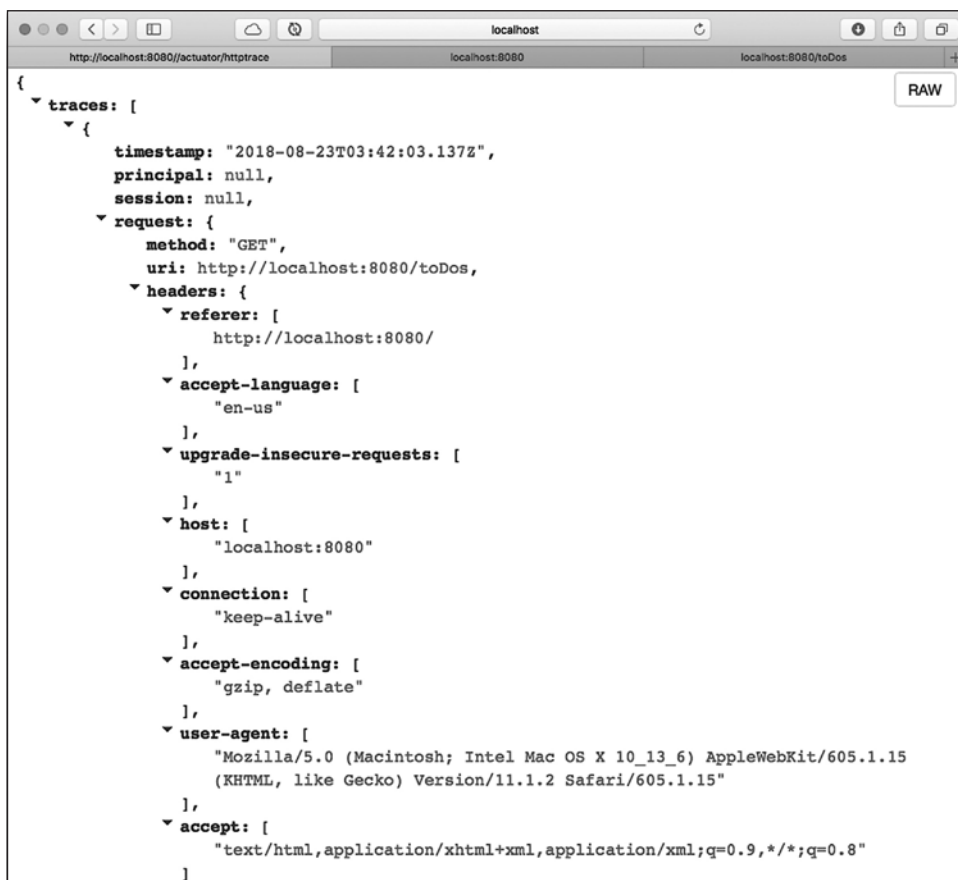 localhost
http://localhost:8080//actuator/httptrace
localhost:8080
localhost:8080/toDos
+
RAW
{
traces: [
{
timestamp: "2018-08-23T03:42:03.137Z",
principal: null,
session: null,
request: {
method: "GET",
uri: http://localhost:8080/toDos,
headers: {
referer: [
http://localhost:8080/
],
accept-language: [
"en-us"
],
upgrade-insecure-requests: [
"1"
],
host: [
"localhost:8080"
],
connection: [
"keep-alive"
],
accept-encoding: [
"gzip, deflate"
],
user-agent: [
"Mozilla/5.0 (Macintosh; Intel Mac OS X 10_13_6) AppleWebKit/605.1.15
(KHTML, like Gecko) Version/11.1.2 Safari/605.1.15"
],
accept: [
"text/html,application/xhtml+xml,application/xml;q=0.9,*/*;q=0.8"
]